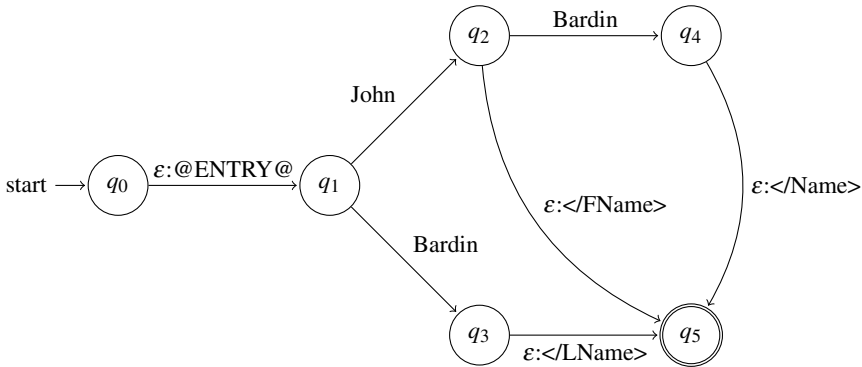 q2
Bardin
q4
John
start
q0
ε:@ENTRY@
q1
ε:</FName>
ε:</Name>
Bardin
q3
ε:</LName>
q5